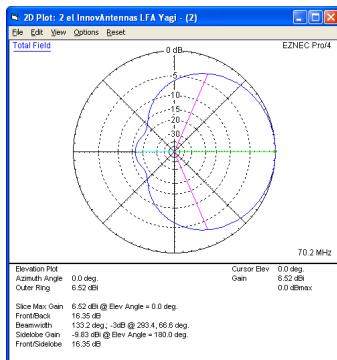 2D Plot: 2 el InnovAntennas LFA Yagi - (2)
File Edit View Options Reset
Total Field
EZNEC Pro/4
0 dB
-5
-10
-15
-20
-30
70.2 MHz
Elevation Plot
Cursor Elev 0.0 deg.
Azimuth Angle 0.0 deg.
Gain 6.52 dBi
Outer Ring 6.52 dBi
0.0 dBmax
Slice Max Gain 6.52 dBi @ Elev Angle = 0.0 deg.
Front/Back 16.35 dB
Beamwidth 133.2 deg.; -3dB @ 293.4, 66.6 deg.
Sidelobe Gain -9.83 dBi @ Elev Angle = 180.0 deg.
Front/Sidelobe 16.35 dB